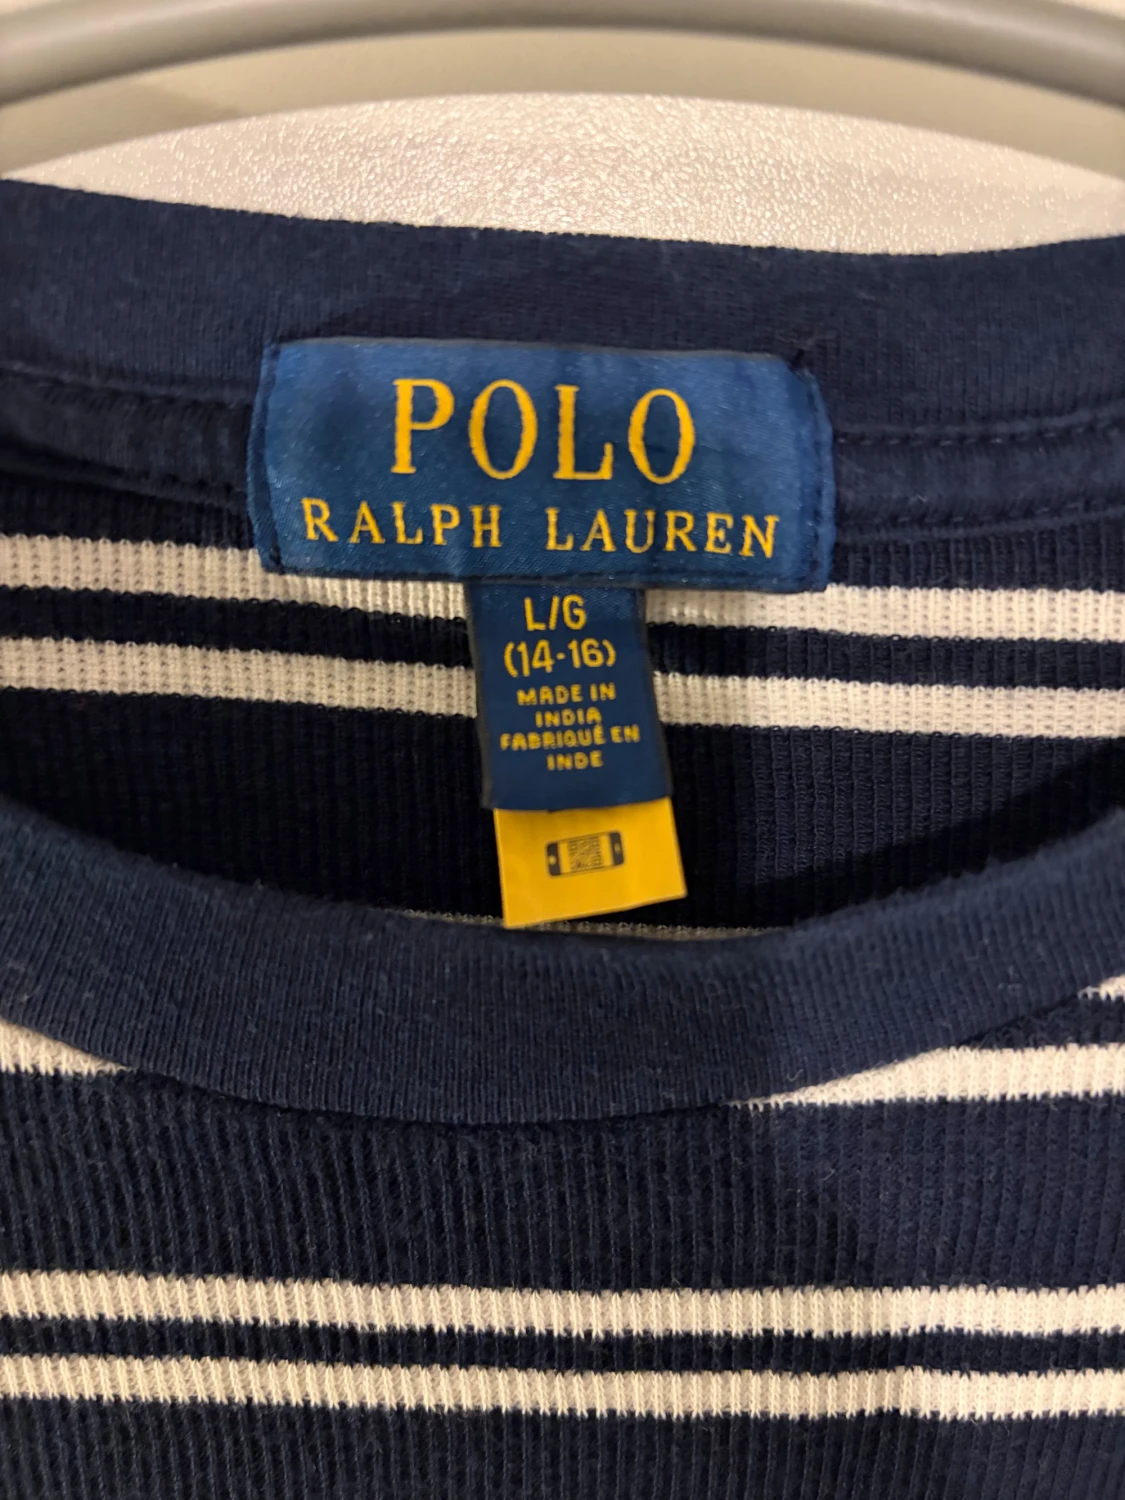 POLO
RALPH LAUREN
L/G
(14-16)
MADE IN
INDIA
FABRIQUÉ EN
INDE